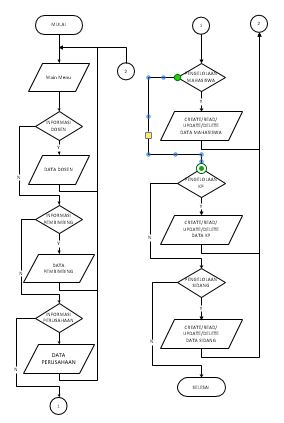 MULAI
2
Main Menu
INFORMASI
DOSEN
Y
N
DATA DOSEN
INFORMASI
PEMBIMBING
Y
N
DATA
PEMBIMBING
INFORMASI
PERUSAHAAN
Y
N
DATA
PERUSAHAAN
1
1
2
PENGELOLAAN
MAHASISWA
Y
CREATE/READ/
UPDATE/DELETE
DATA MAHASISWA
PENGELOLAAN
KP
Y
N
CREATE/READ/
UPDATE/DELETE
DATA KP
PENGELOLAAN
SIDANG
Y
N
CREATE/READ/
UPDATE/DELETE
DATA SIDANG
SELESAI